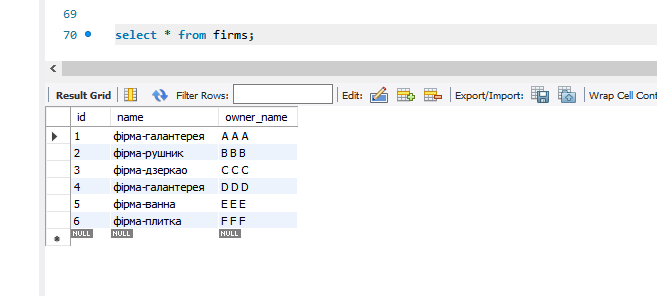 69
70 select * from firms;
Result Grid Filter Rows: Edit: Export/Import: Wrap Cell Cont
id name owner_name
1 фірма-галантерея A A A
2 фірма-рушник B B B
3 фірма-дзеркао C C C
4 фірма-галантерея D D D
5 фірма-ванна E E E
6 фірма-плитка F F F
NULL NULL NULL